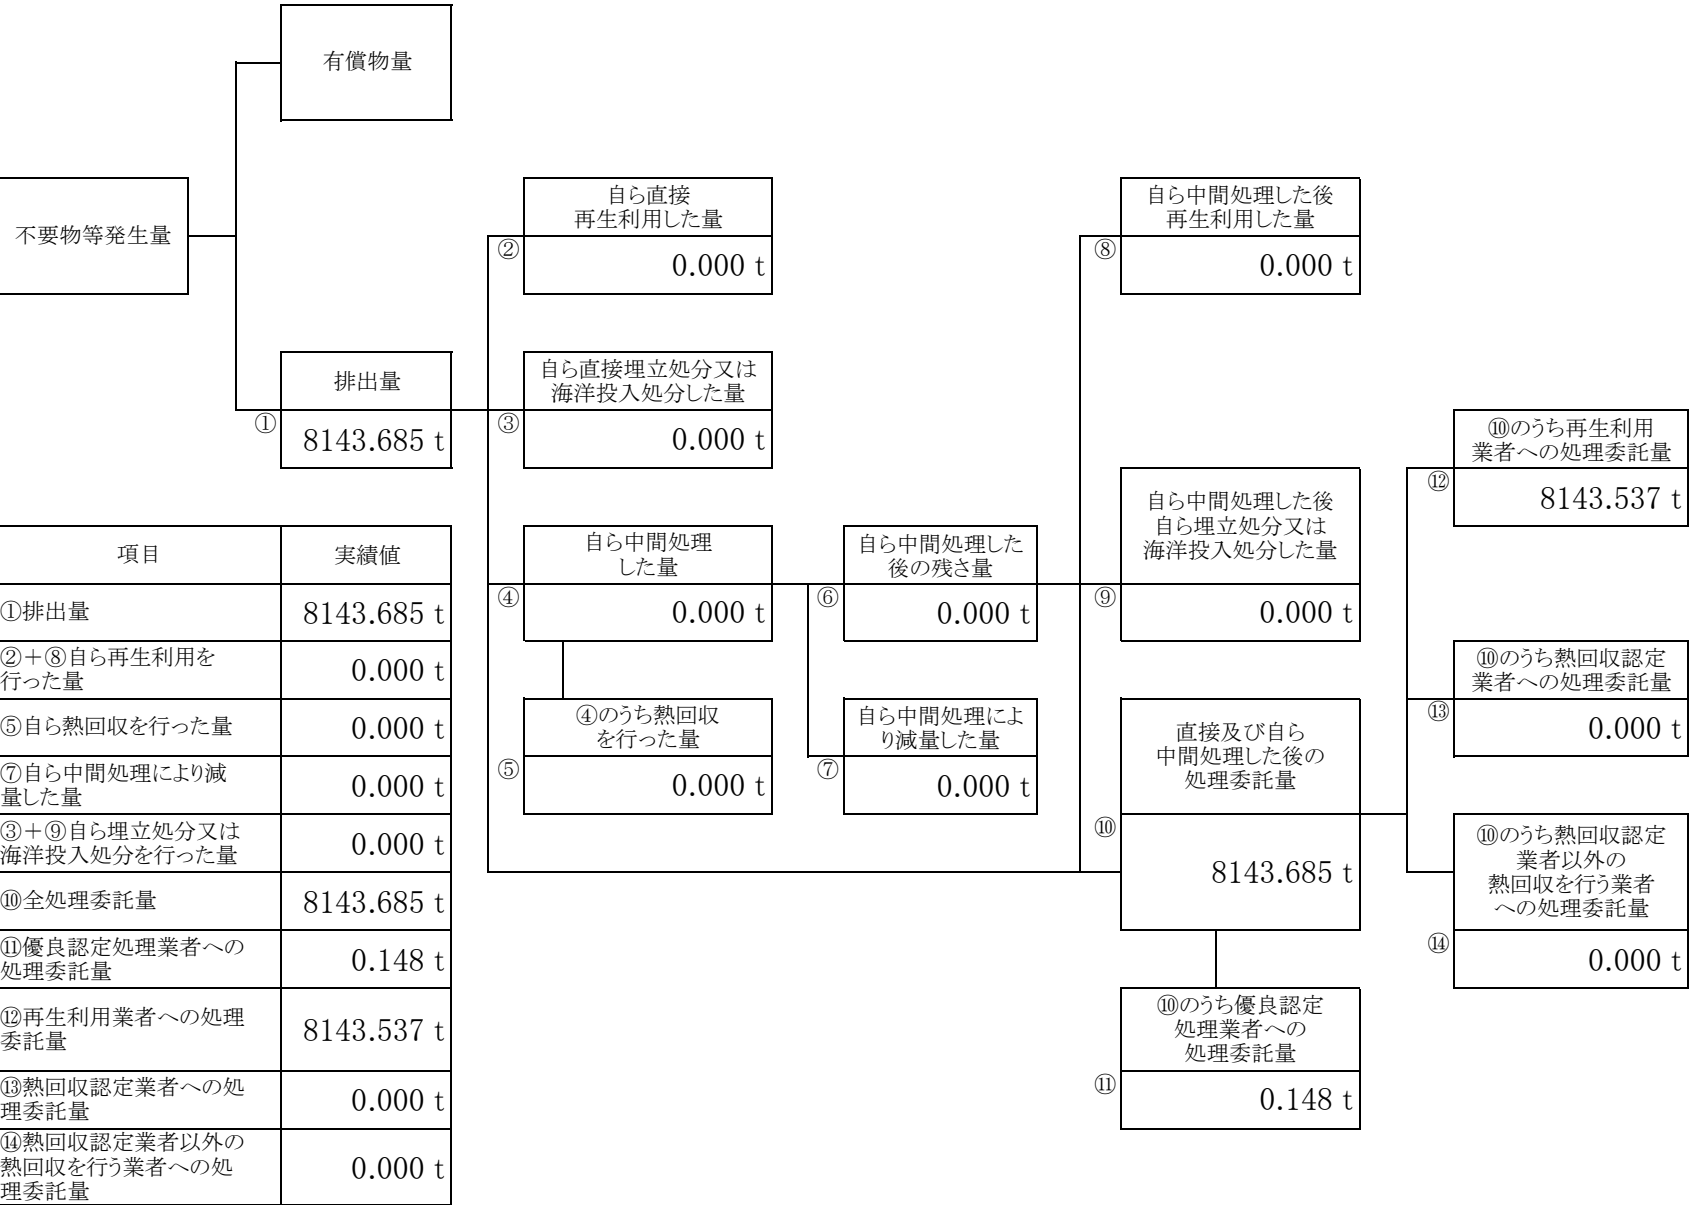 有償物量
不要物等発生量
自ら直接
再生利用した量
②
0.000 t
自ら中間処理した後
再生利用した量
⑧
0.000 t
排出量
①
8143.685 t
自ら直接埋立処分又は
海洋投入処分した量
③
0.000 t
⑩のうち再生利用
業者への処理委託量
⑫
8143.537 t
自ら中間処理
した量
④
0.000 t
自ら中間処理した
後の残さ量
⑥
0.000 t
自ら中間処理した後
自ら埋立処分又は
海洋投入処分した量
⑨
0.000 t
⑩のうち熱回収認定
業者への処理委託量
⑬
0.000 t
④のうち熱回収
を行った量
⑤
0.000 t
自ら中間処理によ
り減量した量
⑦
0.000 t
直接及び自ら
中間処理した後の
処理委託量
⑩
8143.685 t
⑩のうち熱回収認定
業者以外の
熱回収を行う業者
への処理委託量
⑭
0.000 t
⑩のうち優良認定
処理業者への
処理委託量
⑪
0.148 t
項目 実績値
①排出量 8143.685 t
②+⑧自ら再生利用を
行った量 0.000 t
⑤自ら熱回収を行った量 0.000 t
⑦自ら中間処理により減
量した量 0.000 t
③+⑨自ら埋立処分又は
海洋投入処分を行った量 0.000 t
⑩全処理委託量 8143.685 t
⑪優良認定処理業者への
処理委託量 0.148 t
⑫再生利用業者への処理
委託量 8143.537 t
⑬熱回収認定業者への処
理委託量 0.000 t
⑭熱回収認定業者以外の
熱回収を行う業者への処
理委託量 0.000 t